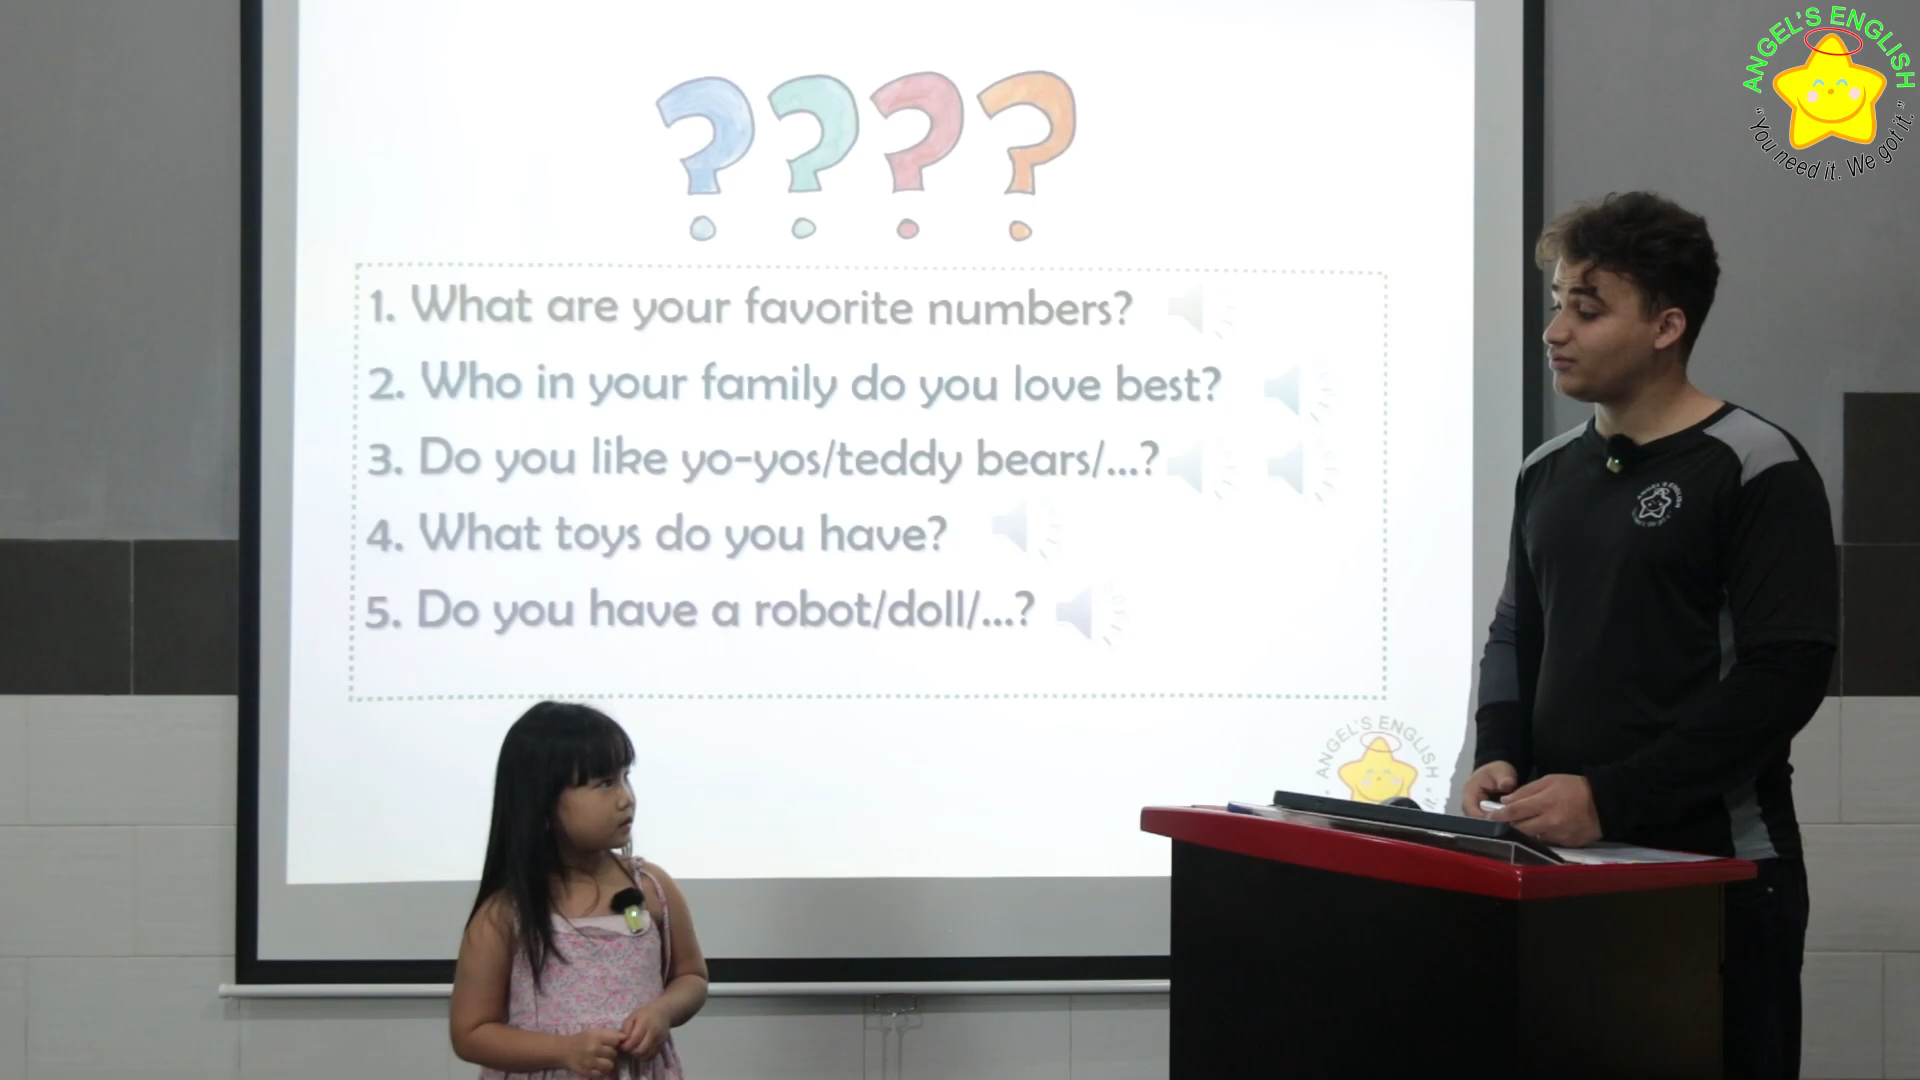 ANGEL'S ENGLISH
"You need it. We got it."
1. What are your favorite numbers?
2. Who in your family do you love best?
3. Do you like yo-yos/teddy bears/...?
4. What toys do you have?
5. Do you have a robot/doll/...?
ANGEL'S ENGLISH
ANGEL'S ENGLISH